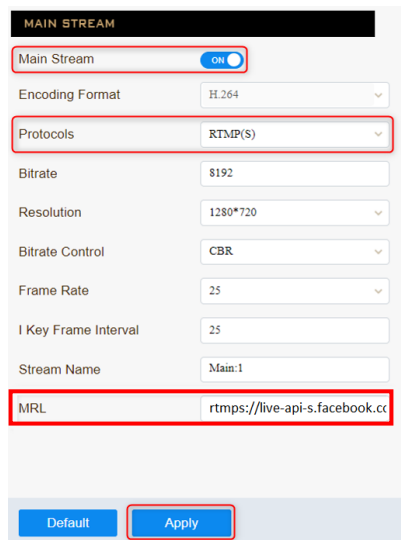 MAIN STREAM
Main Stream ON
Encoding Format H.264
Protocols RTMP(S)
Bitrate 8192
Resolution 1280*720
Bitrate Control CBR
Frame Rate 25
I Key Frame Interval 25
Stream Name Main:1
MRL rtmps://live-api-s.facebook.cc
Default Apply